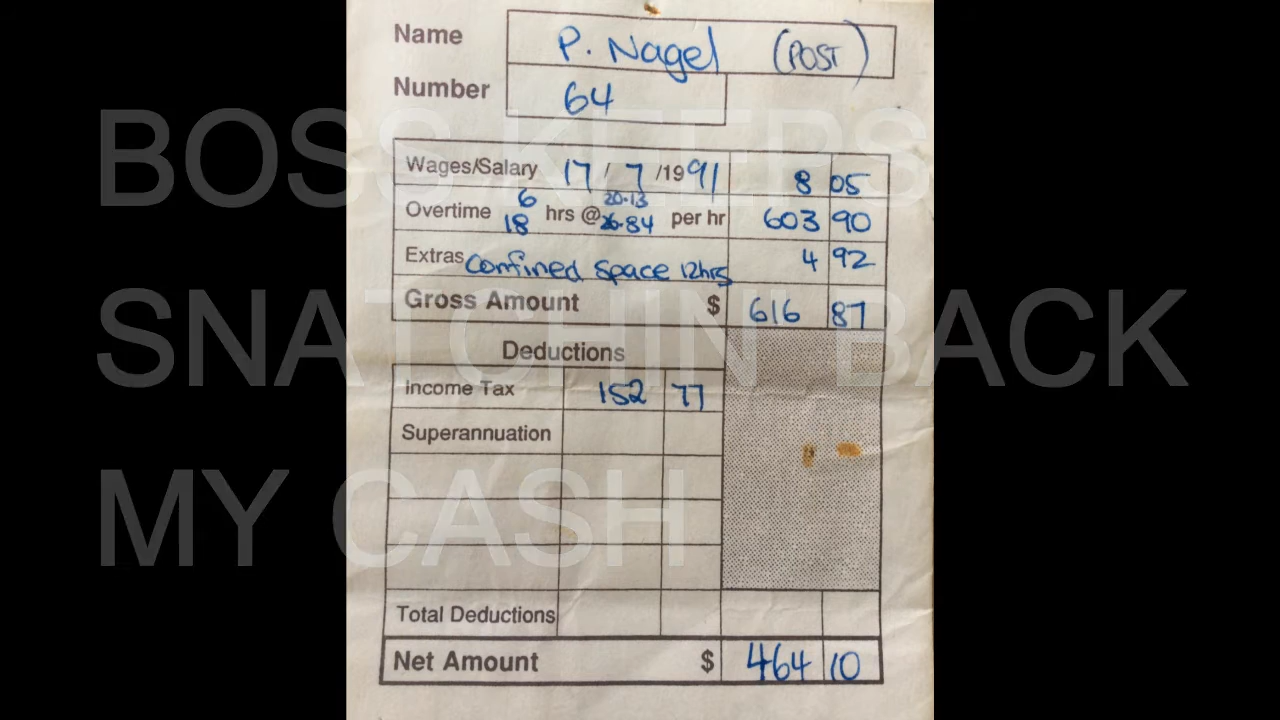 Name P. Nagel (POST)
Number 64
BOSS KEEPS
Wages/Salary 17 / 7 /1991 8 05
Overtime 6 18 hrs @ 20.13 26.84 per hr 603 90
Extras Confined Space 12hrs 4 92
Gross Amount $ 616 87
SNATCHIN' BACK
Deductions
Income Tax 152 77
Superannuation
MY CASH
Total Deductions
Net Amount $ 464 10